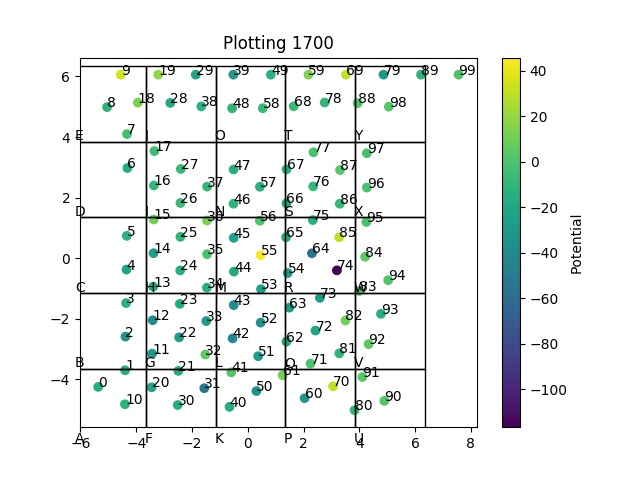 Plotting 1700
9 19 29 39 49 59 69 79 89 99
8 18 28 38 48 58 68 78 88 98
7
E J O T Y
17 77 97
6 16 27 37 47 57 67 76 87 96
26 46 66 86
D I N S X
15 56 75 95
5 14 25 35 45 55 65 64 85 84
4 24 44 54 74 94
13 34 53 83
C M R W
3 23 43 63 73 93
12 33 52 72 82
2 22 42 62 92
11 32 51 71 81
B G L Q V
1 21 41 61 91
0 20 31 50 70
10 30 40 60 80 90
A F K P U
6
4
2
0
−2
−4
−6 −4 −2 0 2 4 6 8
40
20
0
−20
−40
−60
−80
−100
Potential